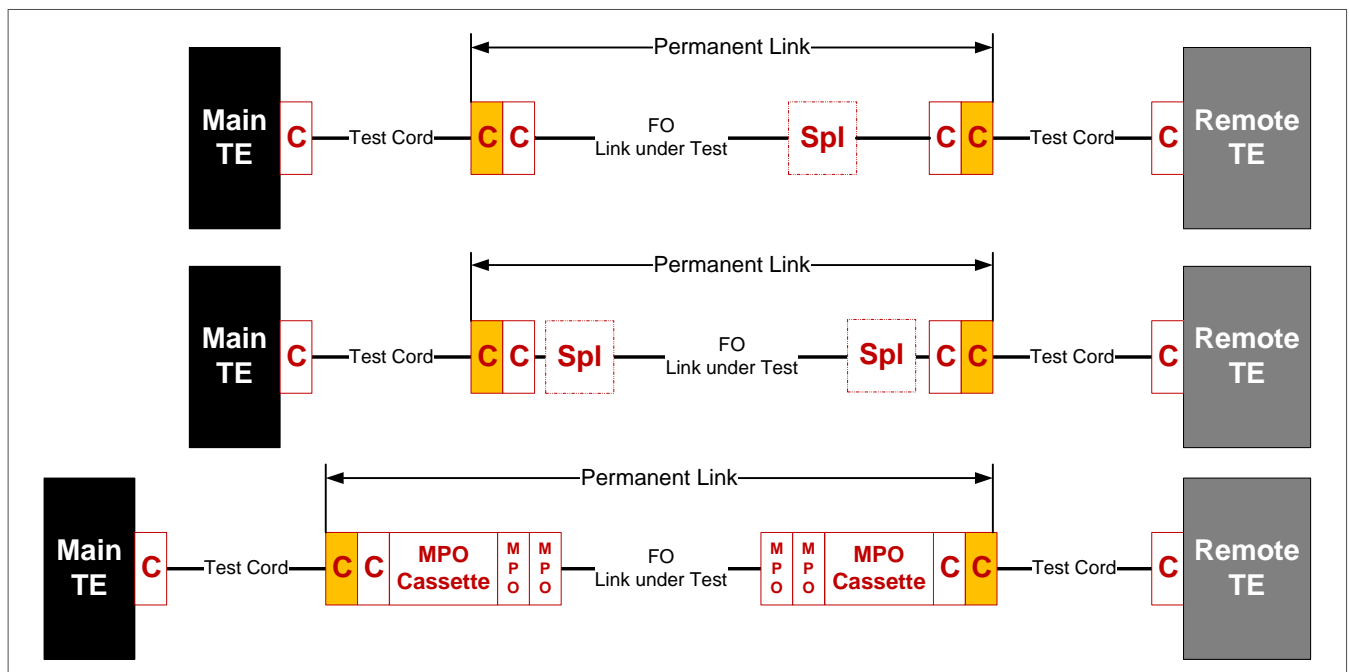 Permanent Link
Main
TE
C
Test Cord
C C
FO
Link under Test
Spl
C C
Test Cord
C
Remote
TE
Permanent Link
Main
TE
C
Test Cord
C C
Spl
FO
Link under Test
Spl
C C
Test Cord
C
Remote
TE
Permanent Link
Main
TE
C
Test Cord
C C
MPO
Cassette
MPO
MPO
FO
Link under Test
MPO
MPO
MPO
Cassette
C C
Test Cord
C
Remote
TE